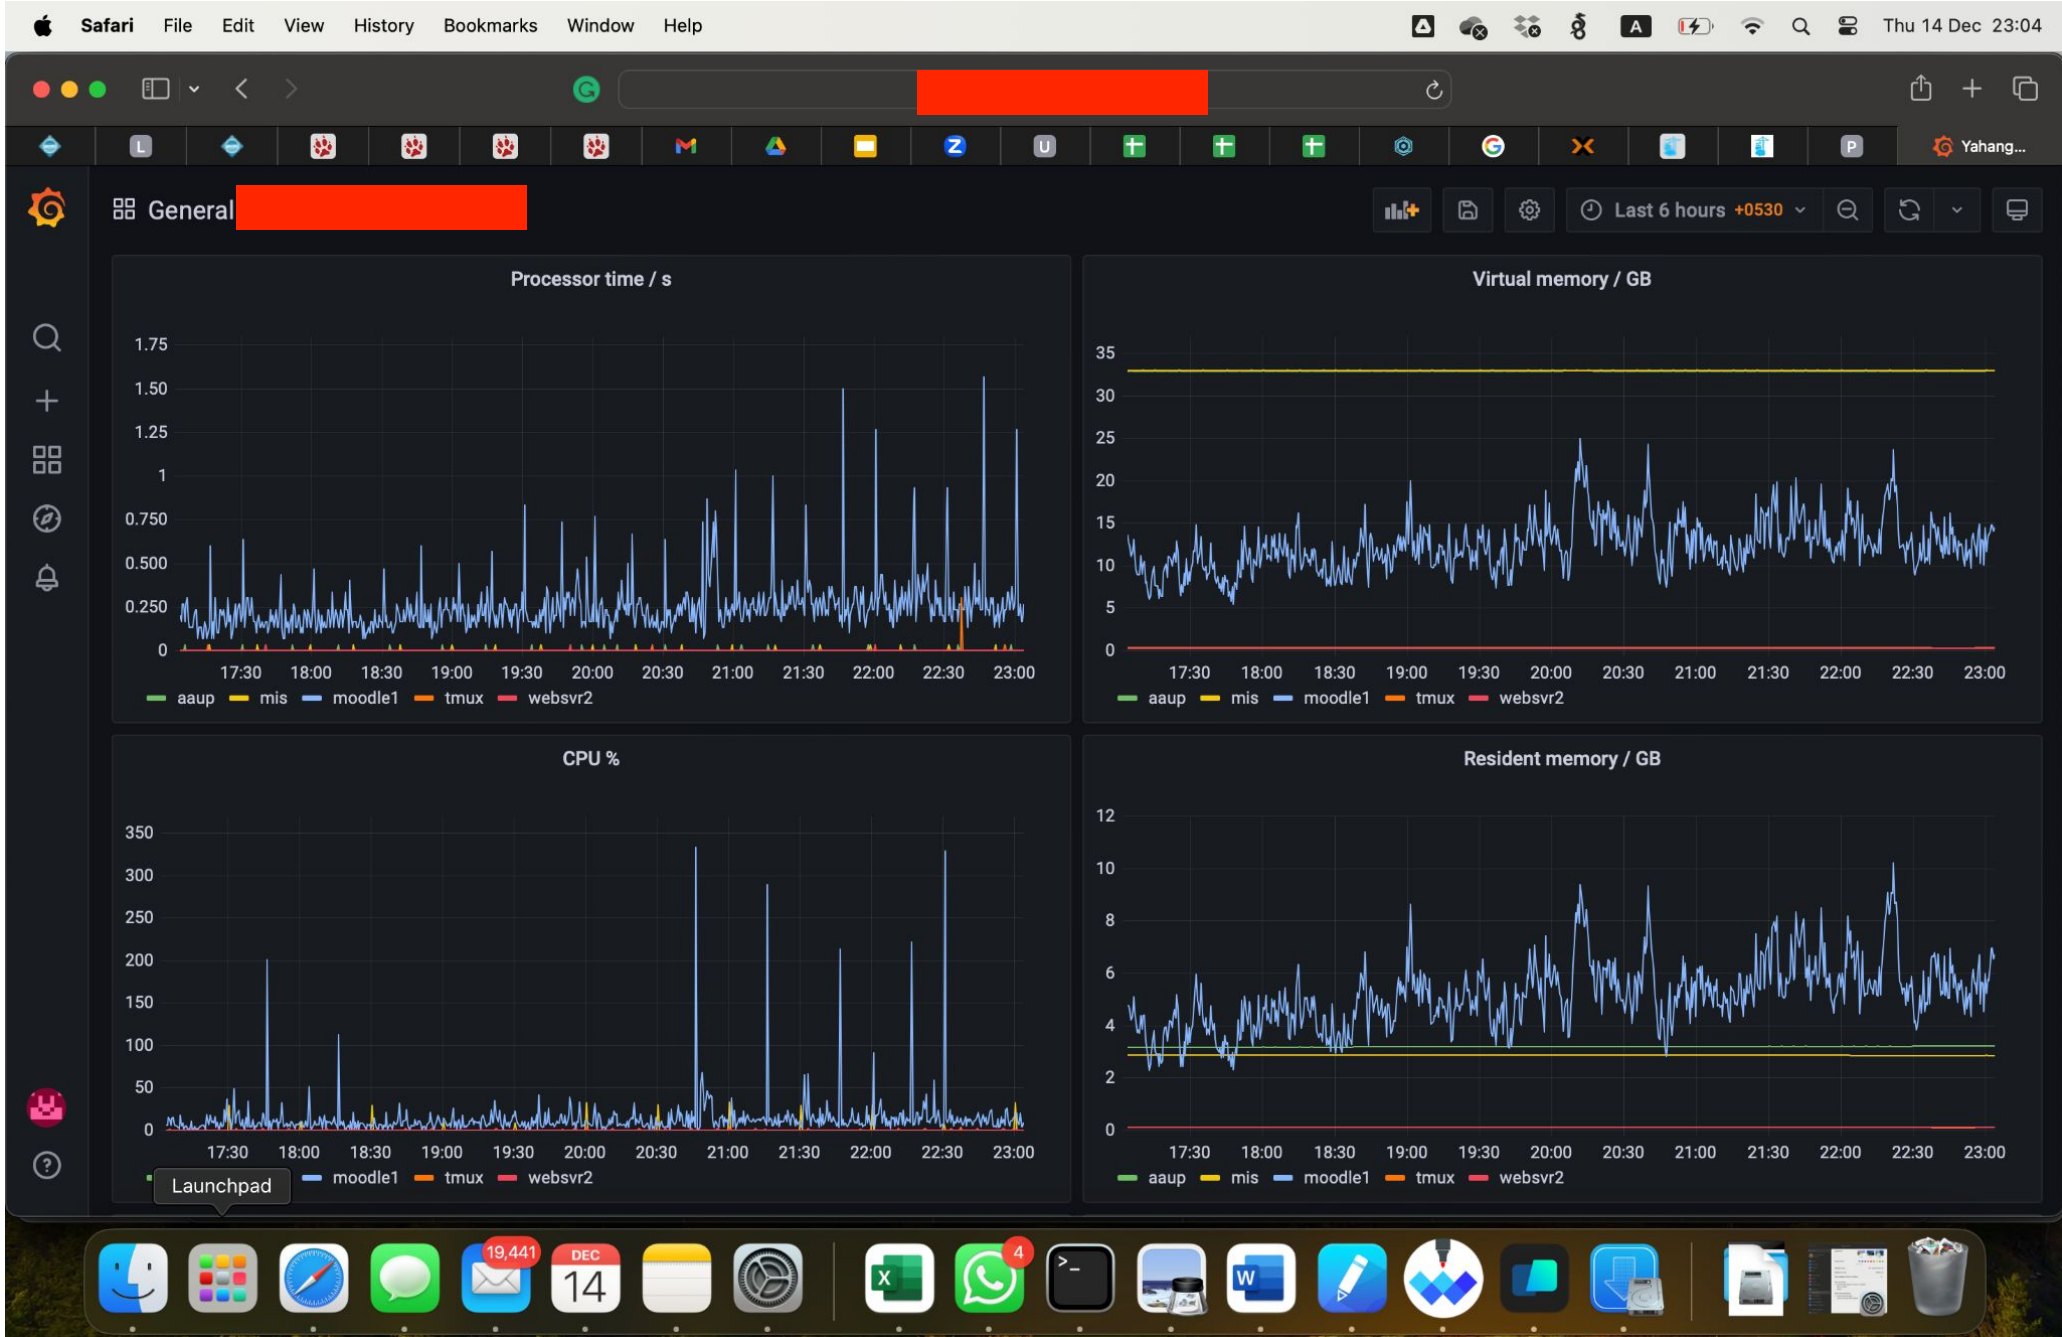 Safari File Edit View History Bookmarks Window Help A Thu 14 Dec 23:04
L Z U G P Yahang...
General Last 6 hours +0530
Processor time / s
1.75
1.50
1.25
1
0.750
0.500
0.250
0
17:30 18:00 18:30 19:00 19:30 20:00 20:30 21:00 21:30 22:00 22:30 23:00
aaup mis moodle1 tmux websvr2
Virtual memory / GB
35
30
25
20
15
10
5
0
17:30 18:00 18:30 19:00 19:30 20:00 20:30 21:00 21:30 22:00 22:30 23:00
aaup mis moodle1 tmux websvr2
CPU %
350
300
250
200
150
100
50
0
17:30 18:00 18:30 19:00 19:30 20:00 20:30 21:00 21:30 22:00 22:30 23:00
moodle1 tmux websvr2
Resident memory / GB
12
10
8
6
4
2
0
17:30 18:00 18:30 19:00 19:30 20:00 20:30 21:00 21:30 22:00 22:30 23:00
aaup mis moodle1 tmux websvr2
Launchpad
19,441
DEC
14
X
4
>_
W